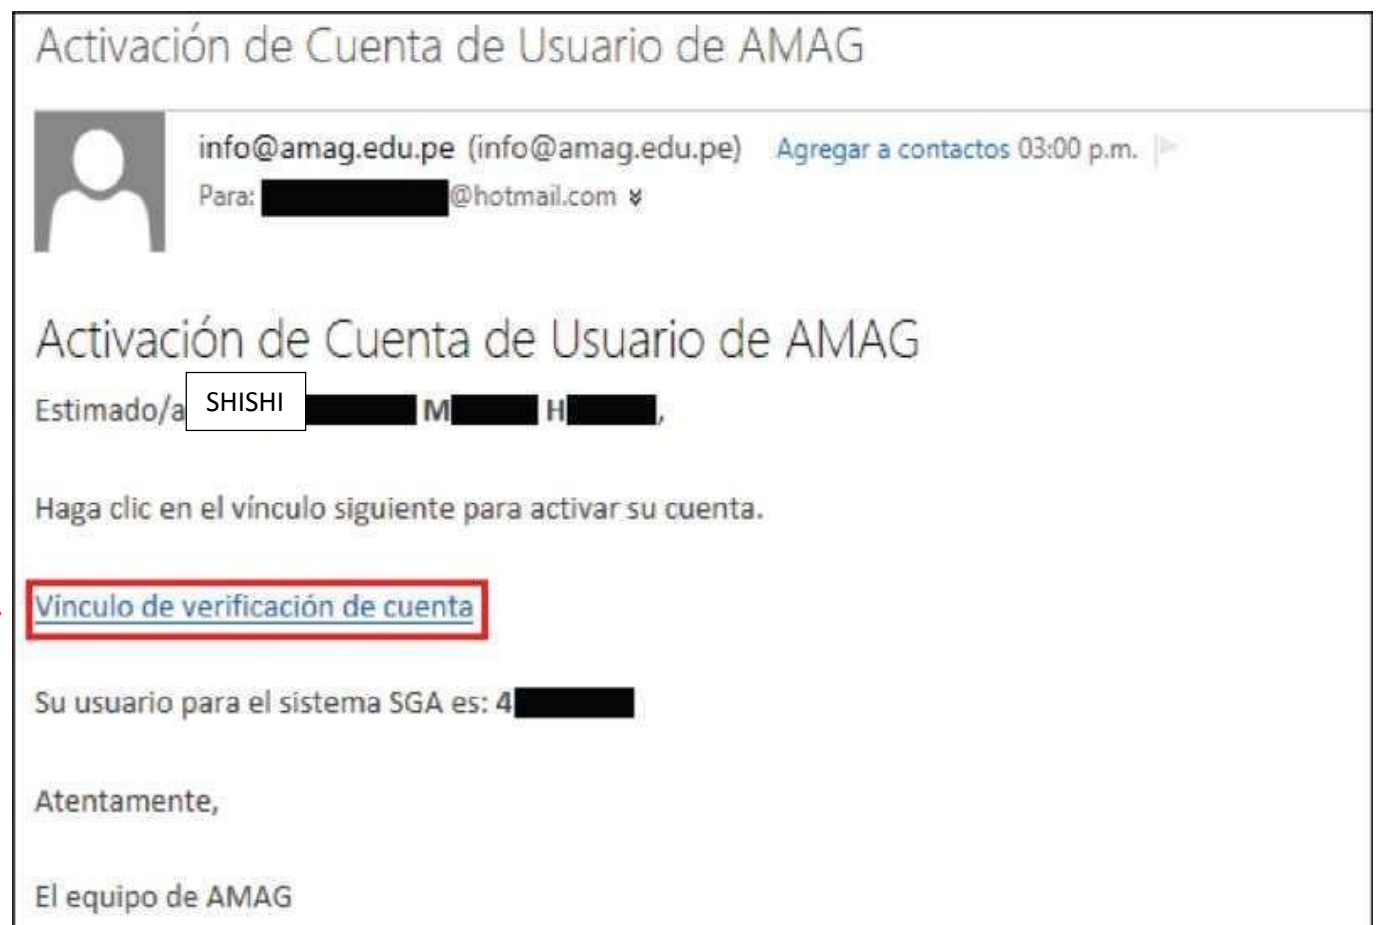 Activación de Cuenta de Usuario de AMAG
info@amag.edu.pe (info@amag.edu.pe) Agregar a contactos 03:00 p.m.
Para: @hotmail.com
Activación de Cuenta de Usuario de AMAG
Estimado/a SHISHI M H ,
Haga clic en el vínculo siguiente para activar su cuenta.
Vínculo de verificación de cuenta
Su usuario para el sistema SGA es: 4
Atentamente,
El equipo de AMAG